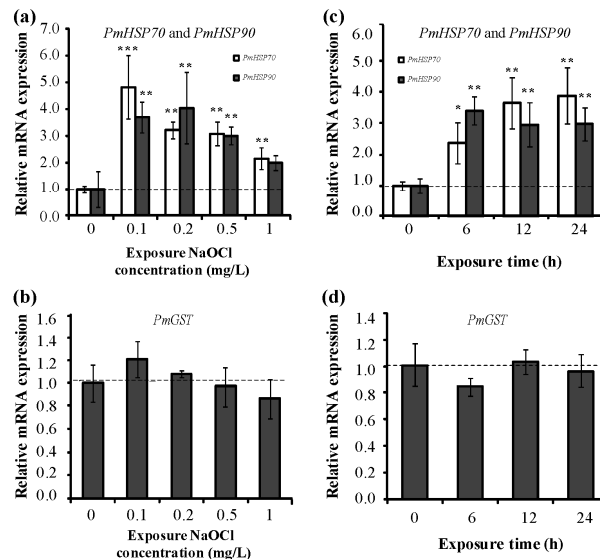 (a)
PmHSP70 and PmHSP90
Relative mRNA expression
7.0
6.0
5.0
4.0
3.0
2.0
1.0
0.0
***
**
**
**
**
**
**
PmHSP70
PmHSP90
0 0.1 0.2 0.5 1
Exposure NaOCl
concentration (mg/L)
(c)
PmHSP70 and PmHSP90
Relative mRNA expression
6.0
5.0
4.0
3.0
2.0
1.0
0.0
*
**
**
**
**
**
PmHSP70
PmHSP90
0 6 12 24
Exposure time (h)
(b)
PmGST
Relative mRNA expression
1.6
1.4
1.2
1.0
0.8
0.6
0.4
0.2
0.0
0 0.1 0.2 0.5 1
Exposure NaOCl
concentration (mg/L)
(d)
PmGST
Relative mRNA expression
1.4
1.2
1.0
0.8
0.6
0.4
0.2
0.0
0 6 12 24
Exposure time (h)